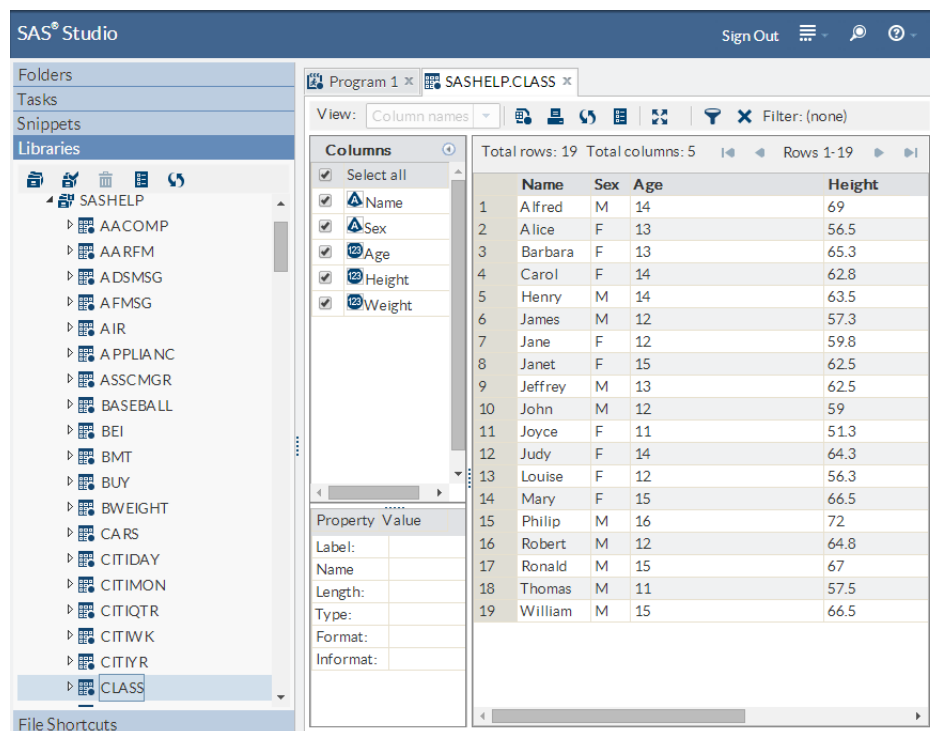 SAS® Studio
Sign Out
Folders
Tasks
Snippets
Libraries
SASHELP
AACOMP
AARFM
ADSMSG
AFMSG
AIR
APPLIANC
ASSCMGR
BASEBALL
BEI
BMT
BUY
BWEIGHT
CARS
CITIDAY
CITIMON
CITIQTR
CITIWK
CITIYR
CLASS
File Shortcuts
Program 1 SASHELP.CLASS
View: Column names Filter: (none)
Columns
Select all
Name
Sex
Age
Height
Weight
Property Value
Label:
Name
Length:
Type:
Format:
Informat:
Total rows: 19 Total columns: 5 Rows 1-19
Name Sex Age Height
1 Alfred M 14 69
2 Alice F 13 56.5
3 Barbara F 13 65.3
4 Carol F 14 62.8
5 Henry M 14 63.5
6 James M 12 57.3
7 Jane F 12 59.8
8 Janet F 15 62.5
9 Jeffrey M 13 62.5
10 John M 12 59
11 Joyce F 11 51.3
12 Judy F 14 64.3
13 Louise F 12 56.3
14 Mary F 15 66.5
15 Philip M 16 72
16 Robert M 12 64.8
17 Ronald M 15 67
18 Thomas M 11 57.5
19 William M 15 66.5